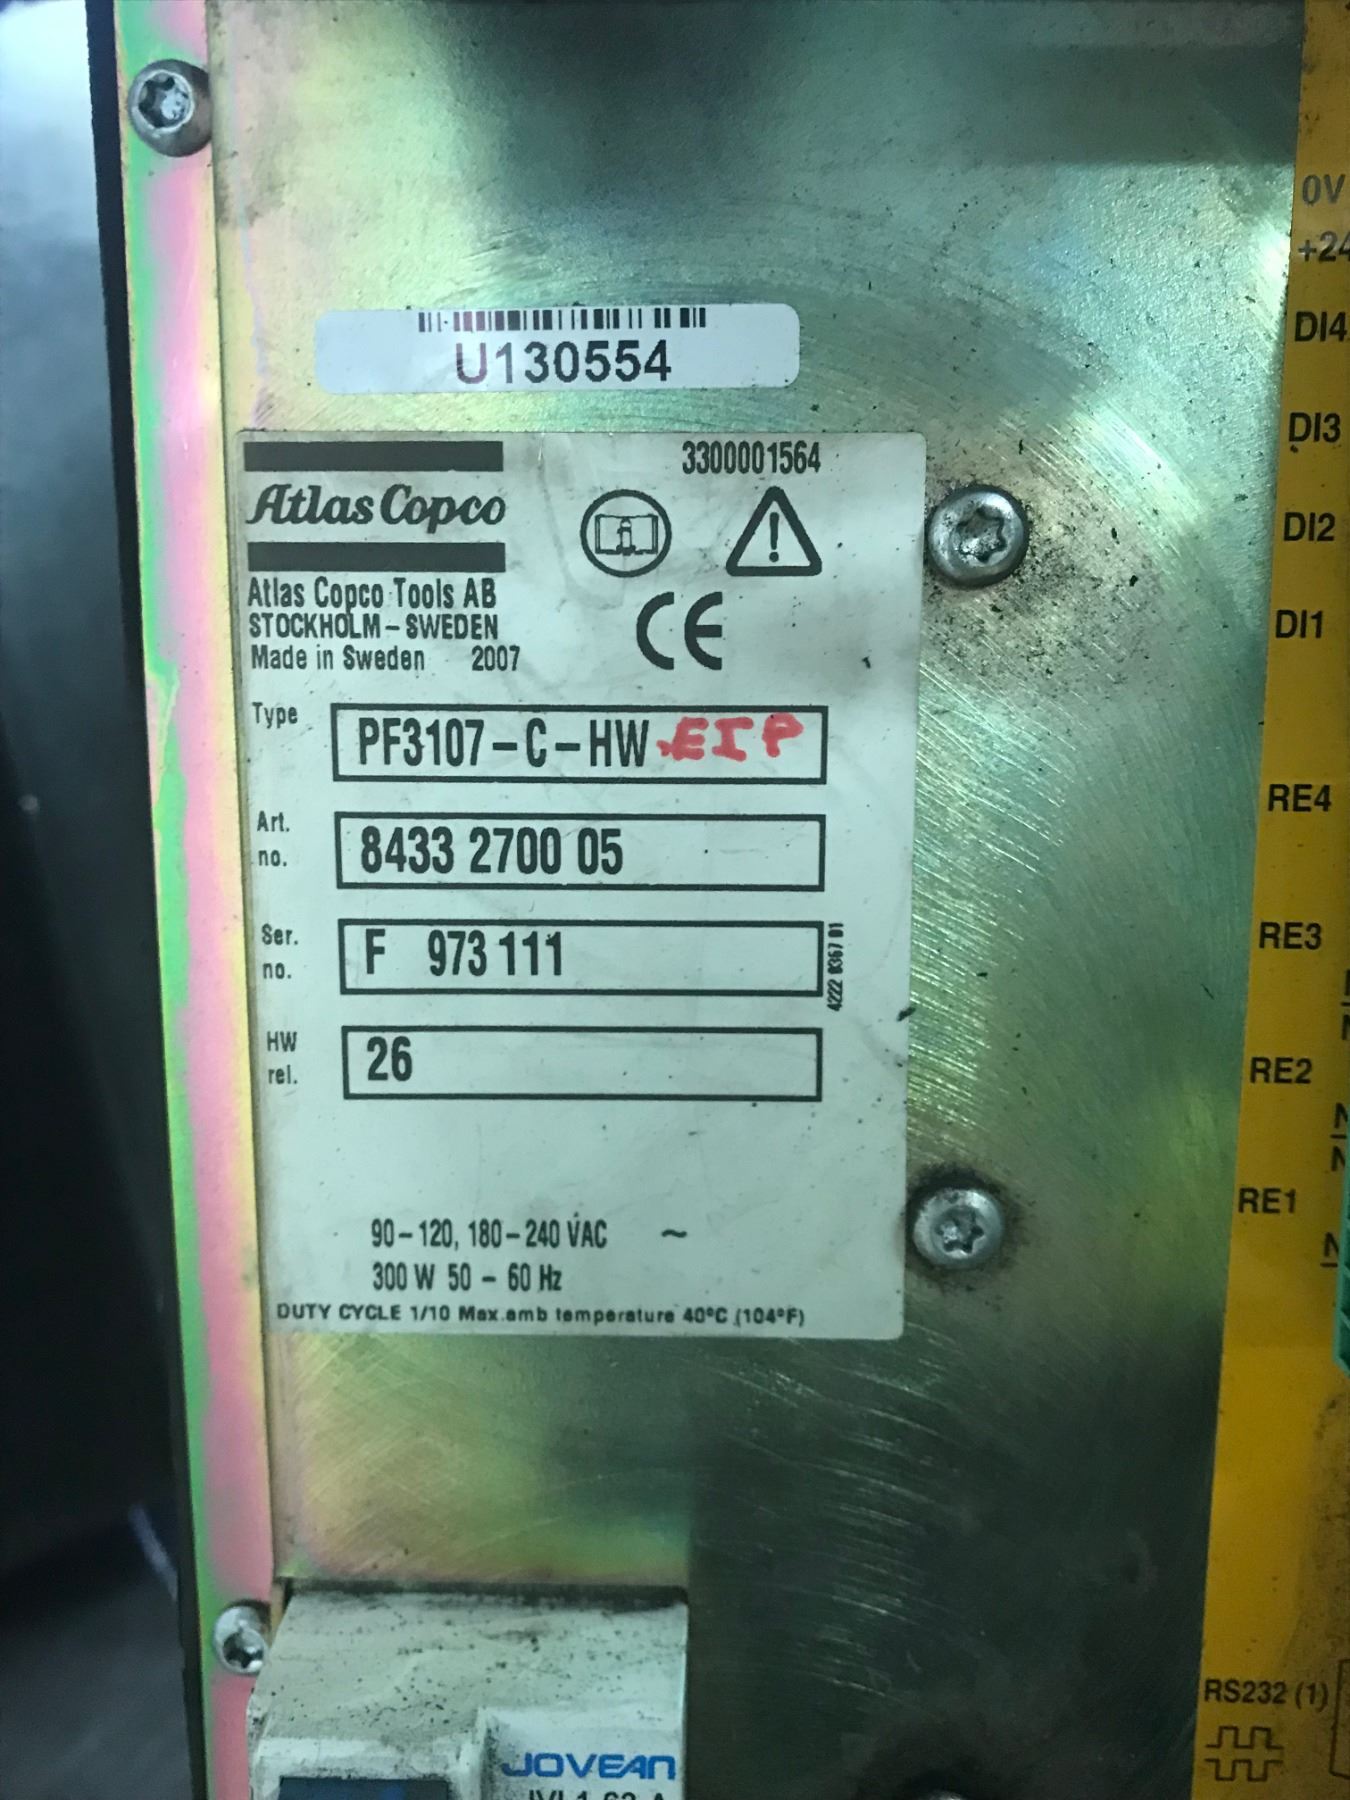 U130554
3300001564
Atlas Copco
Atlas Copco Tools AB
STOCKHOLM – SWEDEN
Made in Sweden 2007
CE
Type PF3107 – C – HW EIP
Art. no. 8433 2700 05
Ser. no. F 973 111
4222 0367 01
HW rel. 26
90 – 120, 180 – 240 VAC ~
300 W 50 – 60 Hz
DUTY CYCLE 1/10 Max.amb temperature 40°C (104°F)
JOVEAN
0V
+24
DI4
DI3
DI2
DI1
RE4
RE3
RE2
RE1
RS232 (1)